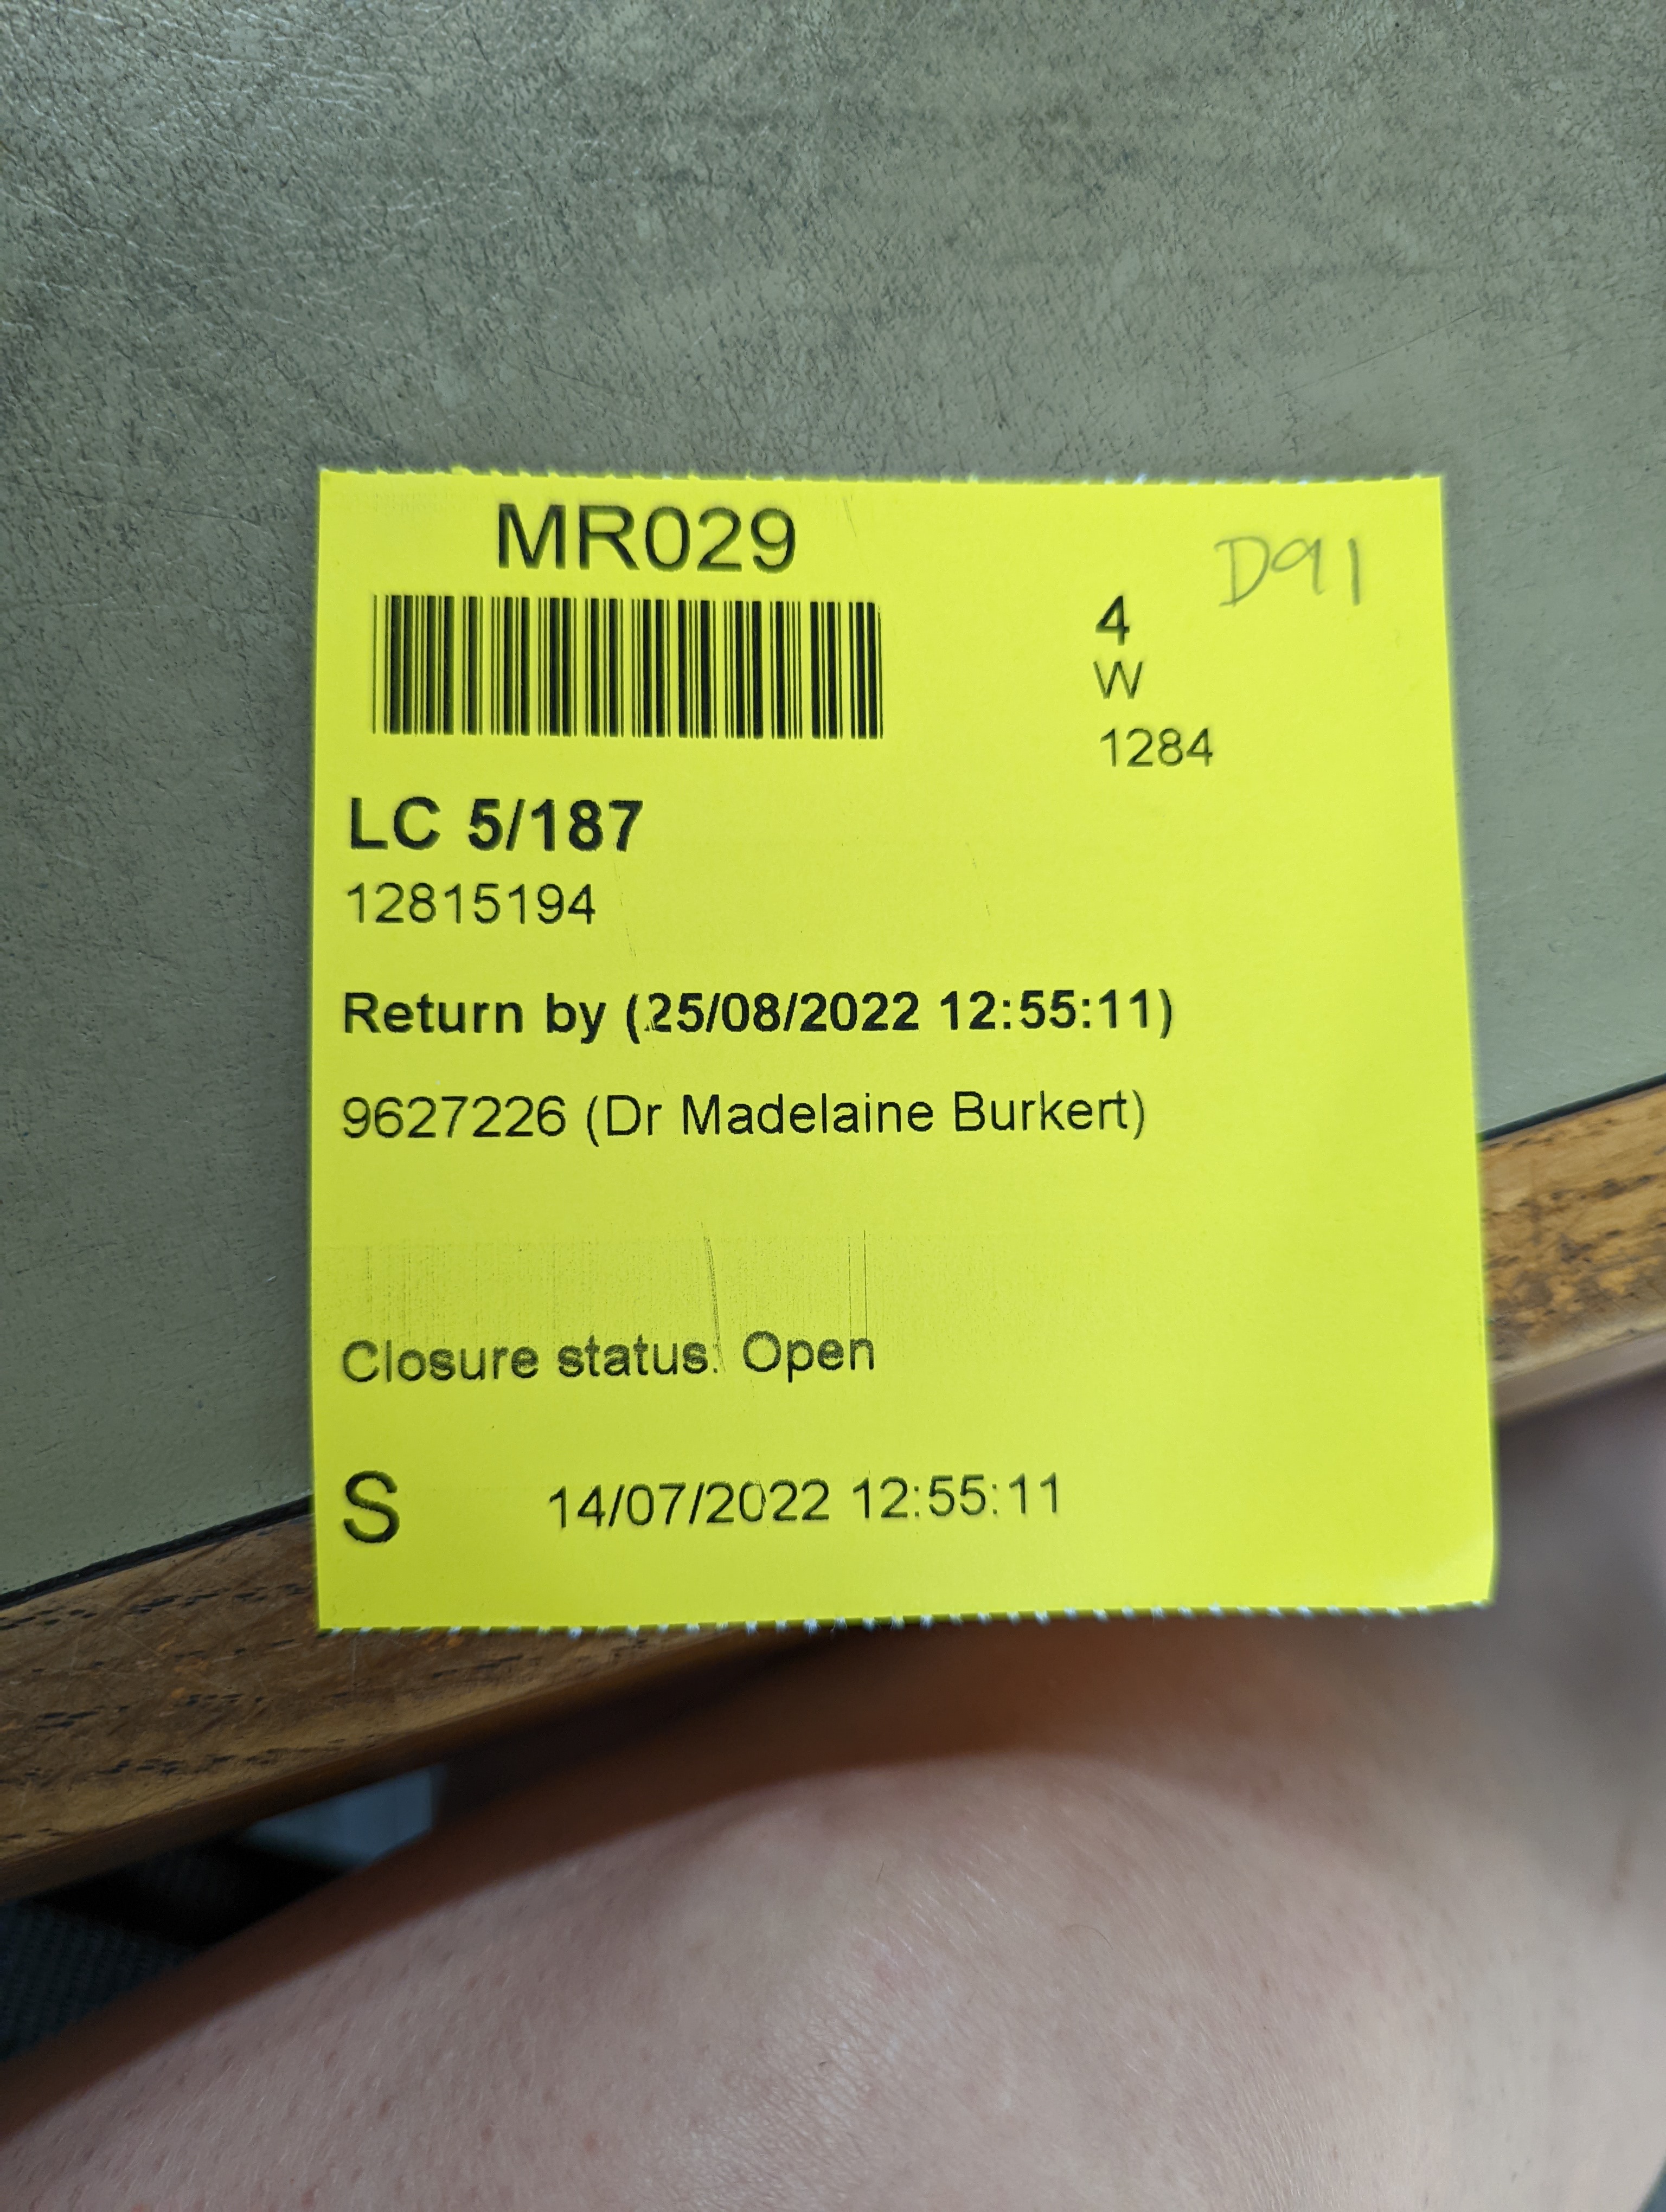 MR029
D91
4
W
1284
LC 5/187
12815194
Return by (25/08/2022 12:55:11)
9627226 (Dr Madelaine Burkert)
Closure status: Open
S 14/07/2022 12:55:11